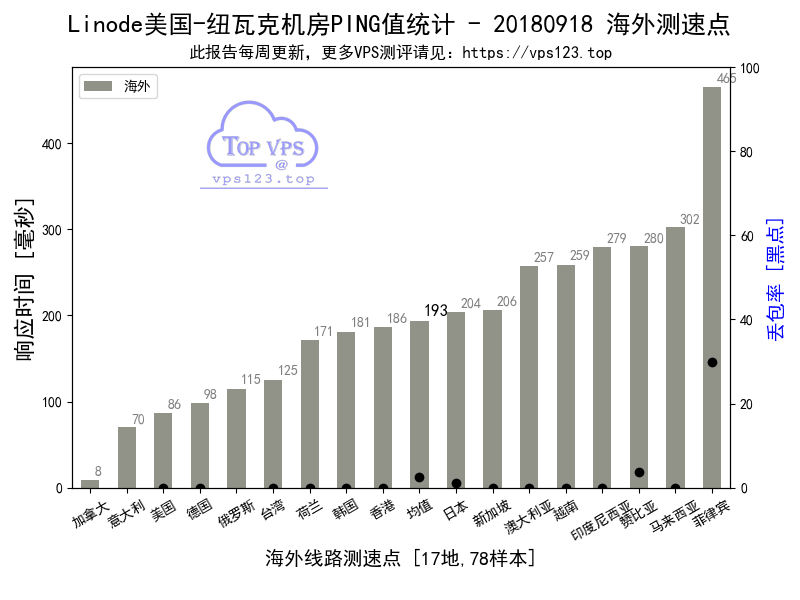 Linode美国-纽瓦克机房PING值统计 - 20180918 海外测速点
此报告每周更新，更多VPS测评请见：https://vps123.top
海外
TOP VPS
@
vps123.top
响应时间 [毫秒]
0
100
200
300
400
丢包率 [黑点]
0
20
40
60
80
100
8
70
86
98
115
125
171
181
186
193
204
206
257
259
279
280
302
465
加拿大
意大利
美国
德国
俄罗斯
台湾
荷兰
韩国
香港
均值
日本
新加坡
澳大利亚
越南
印度尼西亚
赞比亚
马来西亚
菲律宾
海外线路测速点 [17地,78样本]